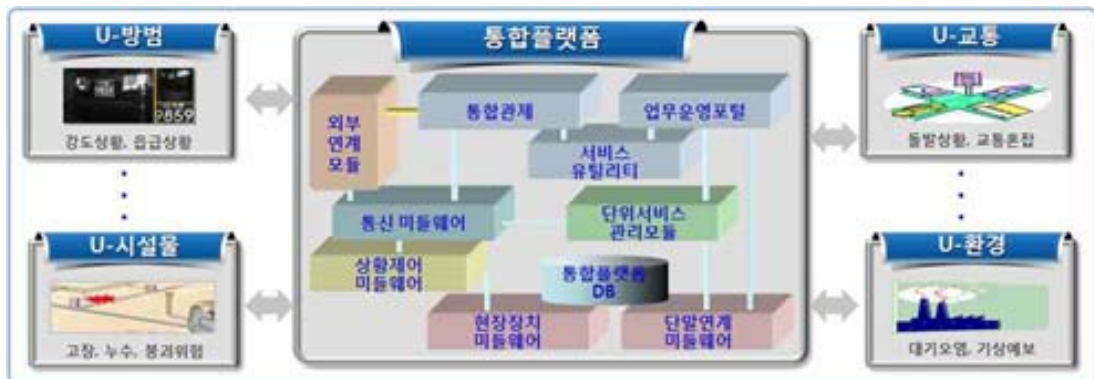 U-방범
강도상황, 읍급상황
U-시설물
고장, 누수, 붕괴위험
통합플랫폼
외부
연계
모듈
통합관제
업무운영포털
서비스
유틸리티
통신 미들웨어
단위서비스
관리모듈
상황제어
미들웨어
통합플랫폼
DB
현장장치
미들웨어
단말연계
미들웨어
U-교통
돌발상황, 교통혼잡
U-환경
대기오염, 기상예보